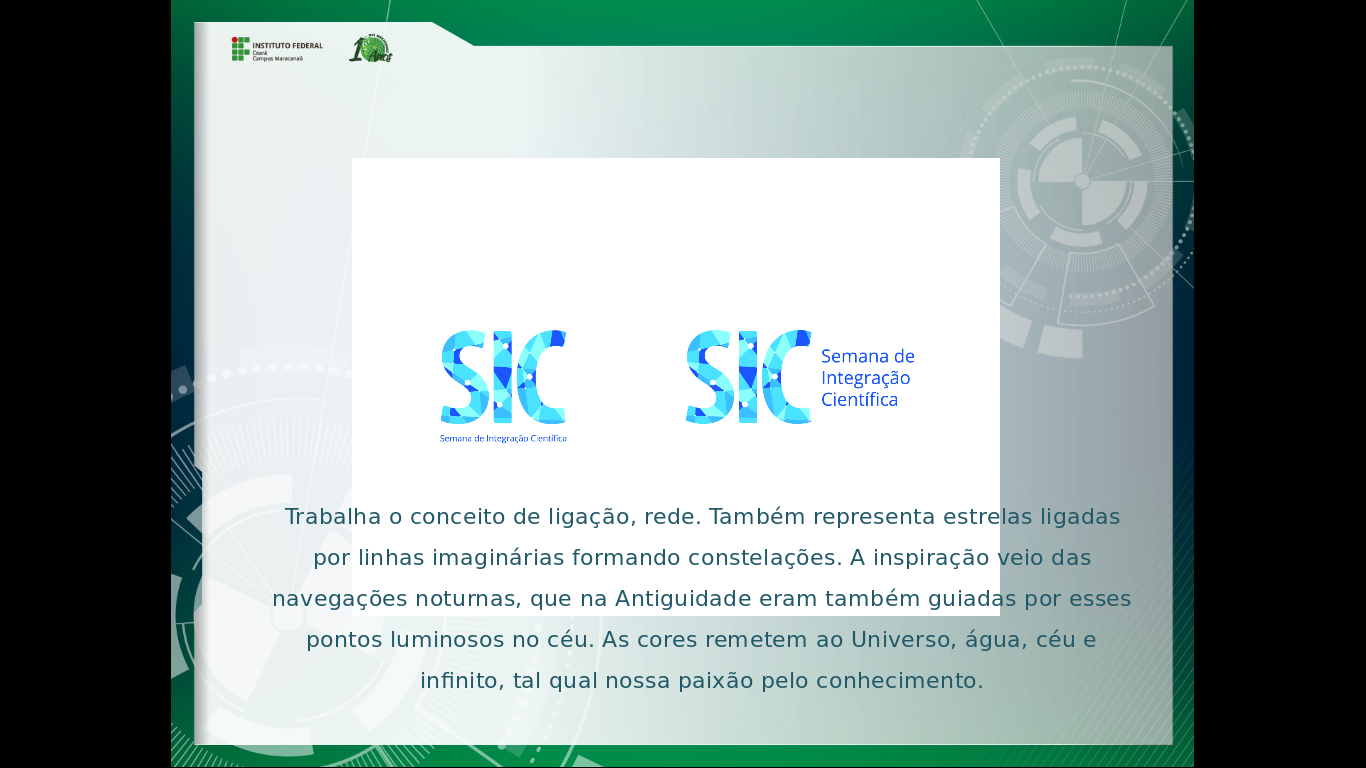 INSTITUTO FEDERAL
Ceará
Campus Maracanaú
10
Anos
SIC
Semana de Integração Científica
SIC
Semana de
Integração
Científica
Trabalha o conceito de ligação, rede. Também representa estrelas ligadas
por linhas imaginárias formando constelações. A inspiração veio das
navegações noturnas, que na Antiguidade eram também guiadas por esses
pontos luminosos no céu. As cores remetem ao Universo, água, céu e
infinito, tal qual nossa paixão pelo conhecimento.